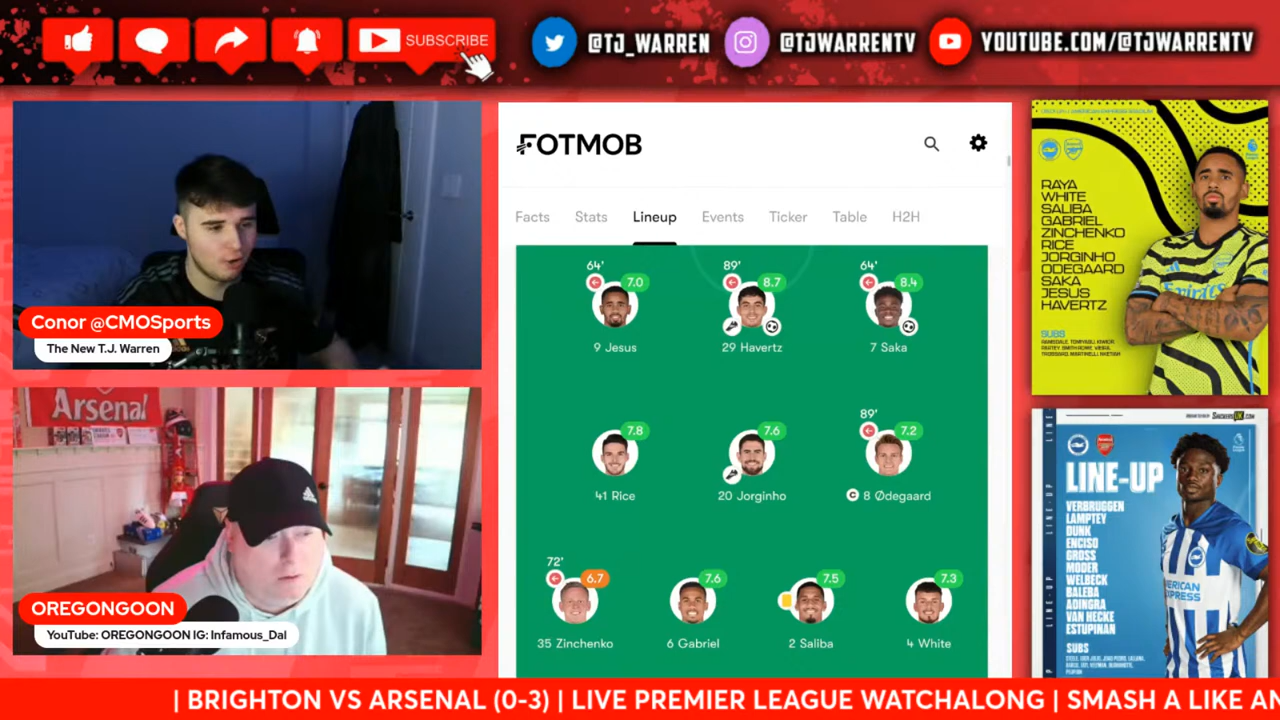 SUBSCRIBE
@TJ_WARREN
@TJWARRENTV
YOUTUBE.COM/@TJWARRENTV
Conor @CMOSports
The New T.J. Warren
Arsenal
OREGONGOON
YouTube: OREGONGOON IG: Infamous_Dal
FOTMOB
Facts Stats Lineup Events Ticker Table H2H
64' 89' 64'
7.0 8.7 8.4
9 Jesus 29 Havertz 7 Saka
89'
7.8 7.6 7.2
41 Rice 20 Jorginho C 8 Ødegaard
72'
6.7 7.6 7.5 7.3
35 Zinchenko 6 Gabriel 2 Saliba 4 White
RAYA
WHITE
SALIBA
GABRIEL
ZINCHENKO
RICE
JORGINHO
ODEGAARD
SAKA
JESUS
HAVERTZ
SUBS
LINE-UP
VERBRUGGEN
LAMPTEY
DUNK
ENCISO
GROSS
MODER
WELBECK
BALEBA
ADINGRA
VAN HECKE
ESTUPINAN
SUBS
| BRIGHTON VS ARSENAL (0-3) | LIVE PREMIER LEAGUE WATCHALONG | SMASH A LIKE AN